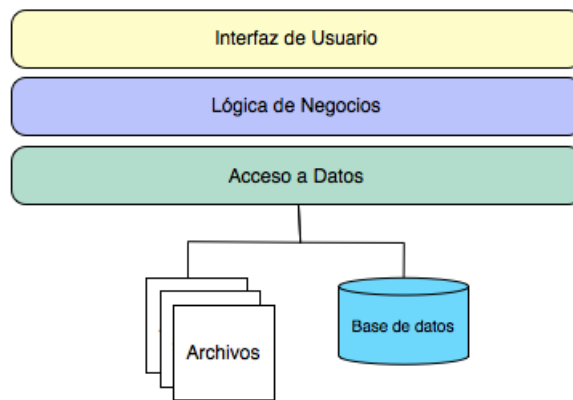 Interfaz de Usuario
Lógica de Negocios
Acceso a Datos
Archivos
Base de datos